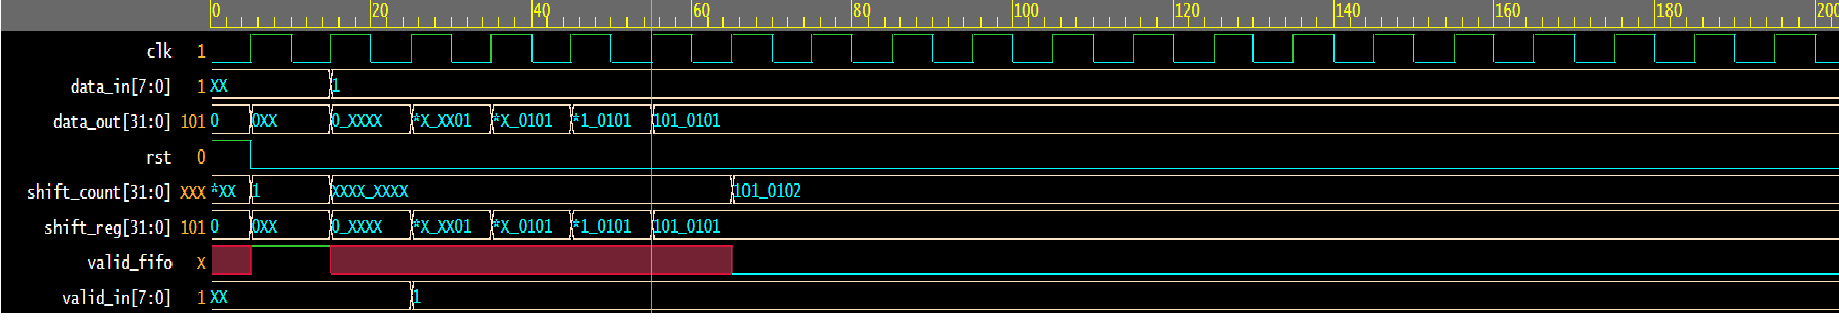 0 20 40 60 80 100 120 140 160 180 200
clk 1
data_in[7:0] 1 XX 1
data_out[31:0] 101 0 0XX 0_XXXX *X_XX01 *X_0101 *1_0101 101_0101
rst 0
shift_count[31:0] XXX *XX 1 XXXX_XXXX 101_0102
shift_reg[31:0] 101 0 0XX 0_XXXX *X_XX01 *X_0101 *1_0101 101_0101
valid_fifo X
valid_in[7:0] 1 XX 1